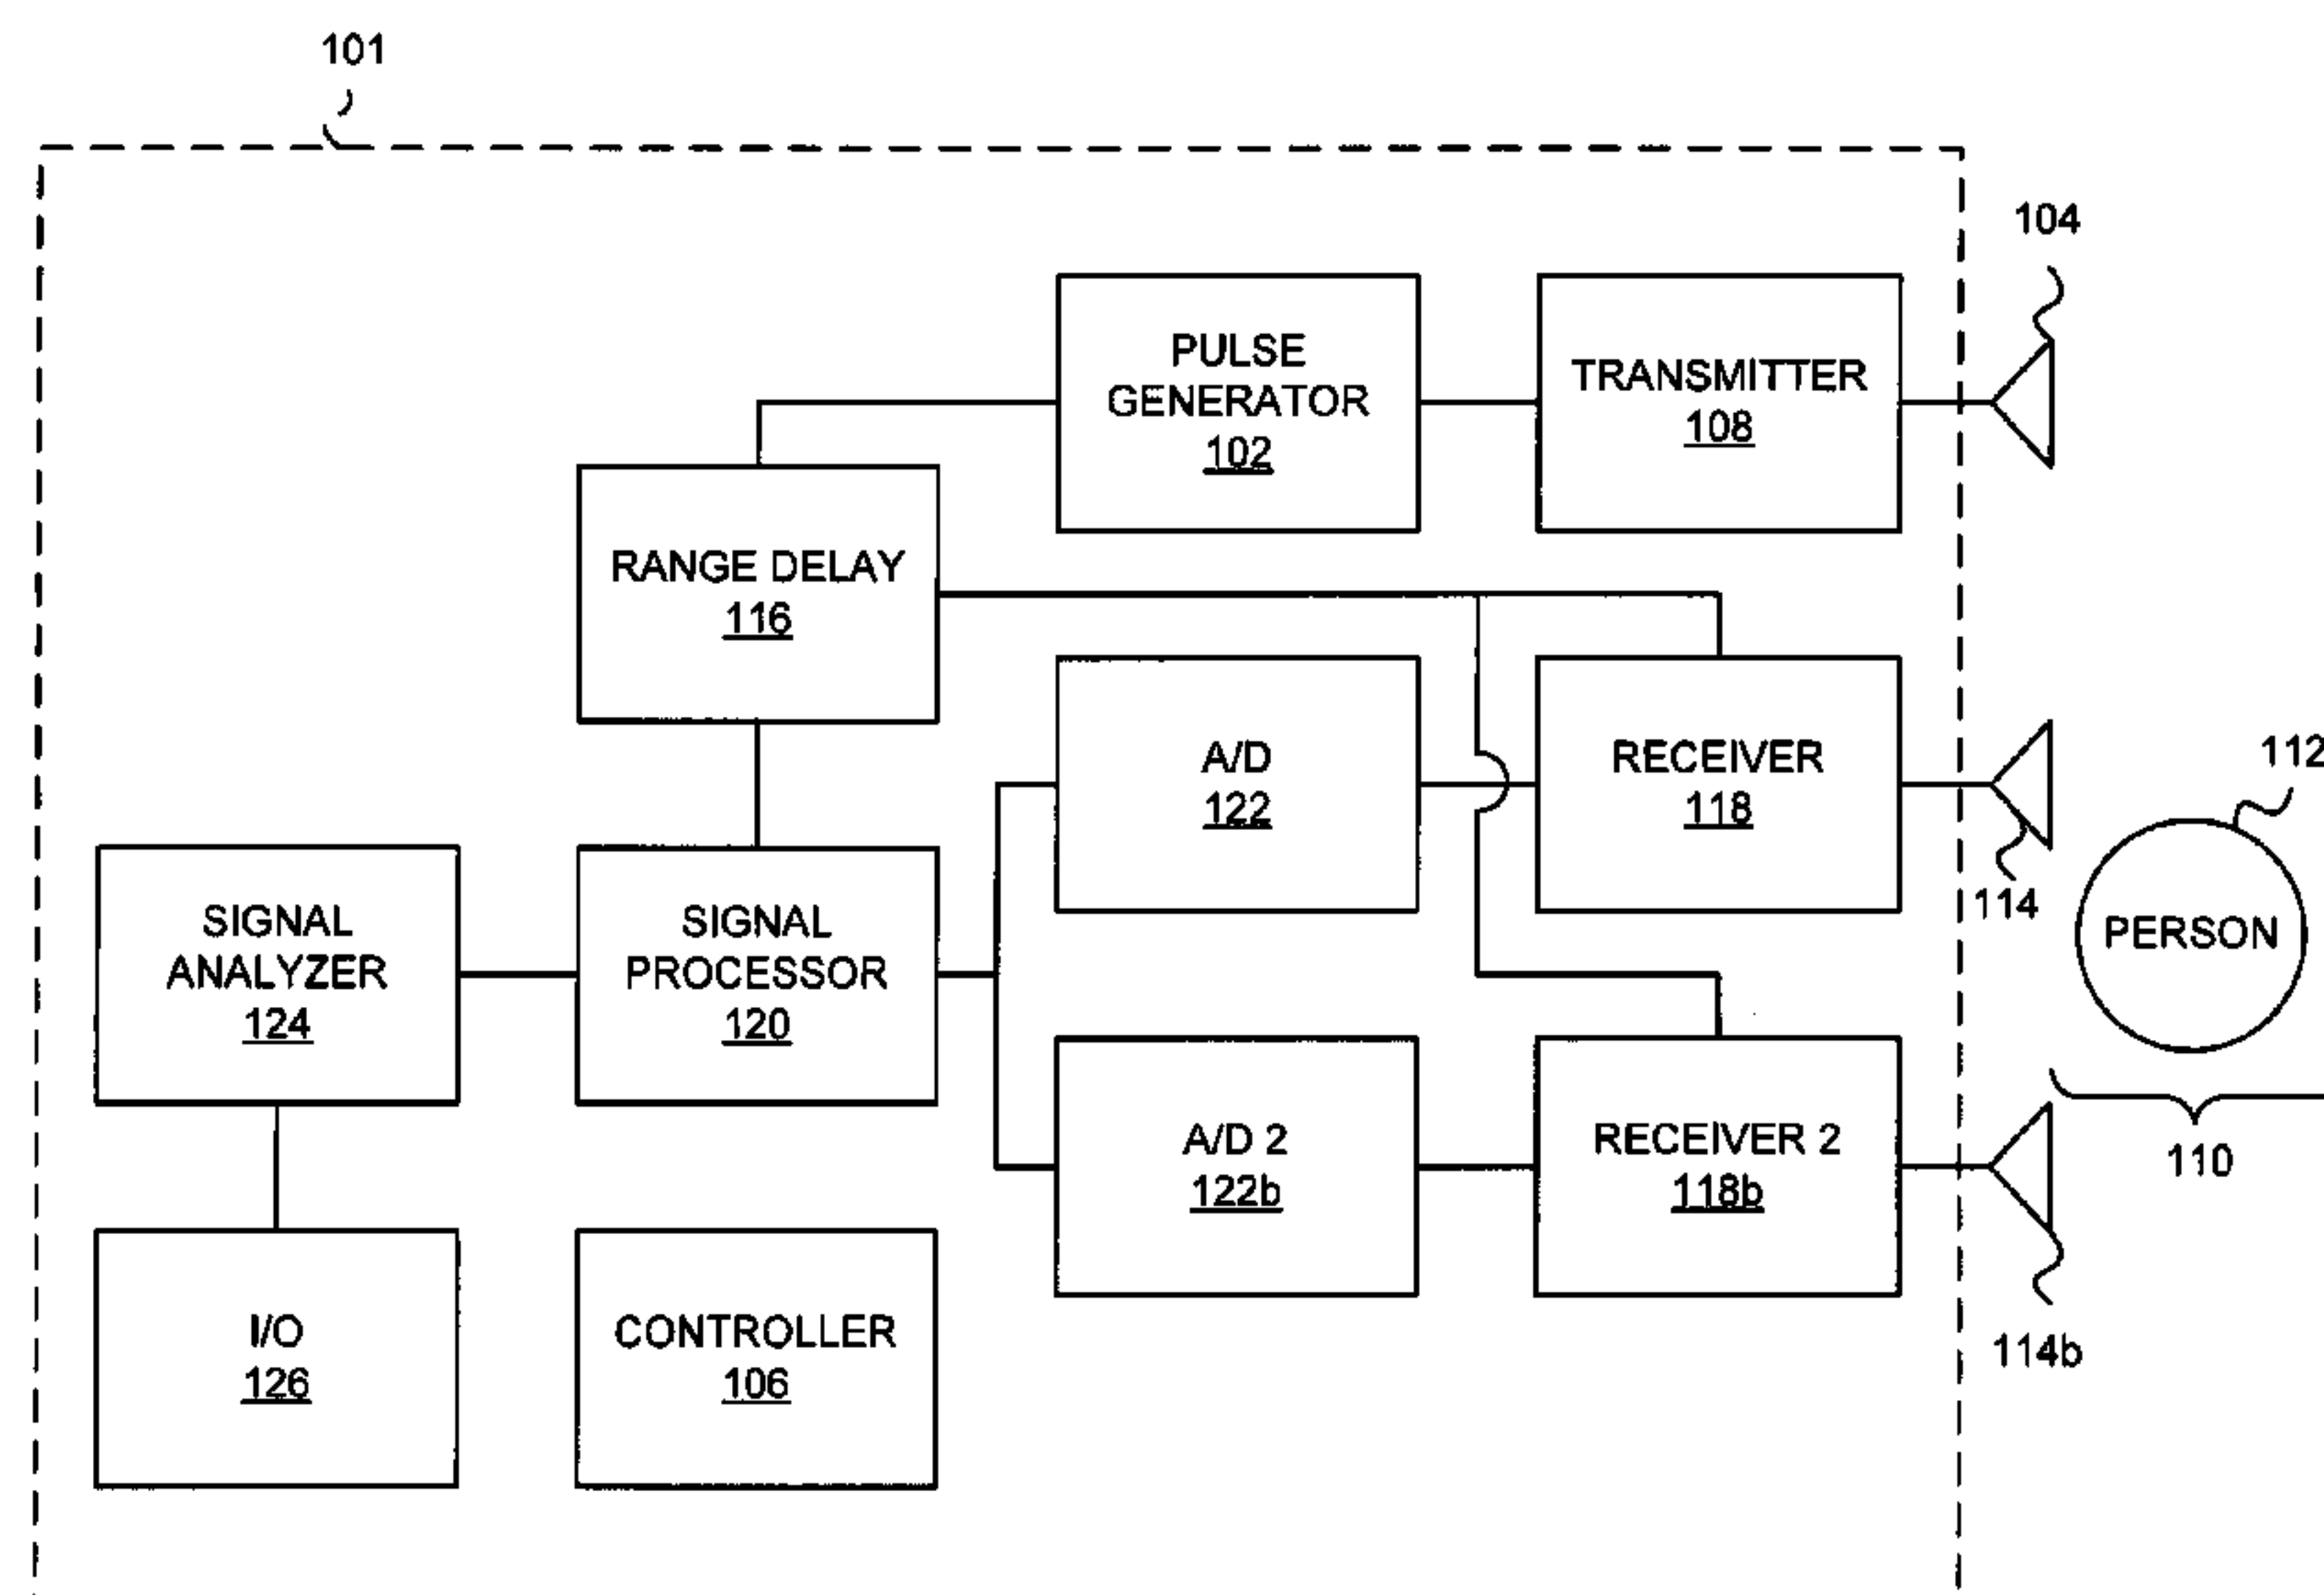 101
104
PULSE
GENERATOR
102
TRANSMITTER
108
RANGE DELAY
116
A/D
122
RECEIVER
118
112
114
PERSON
SIGNAL
ANALYZER
124
SIGNAL
PROCESSOR
120
A/D 2
122b
RECEIVER 2
118b
110
114b
I/O
126
CONTROLLER
106